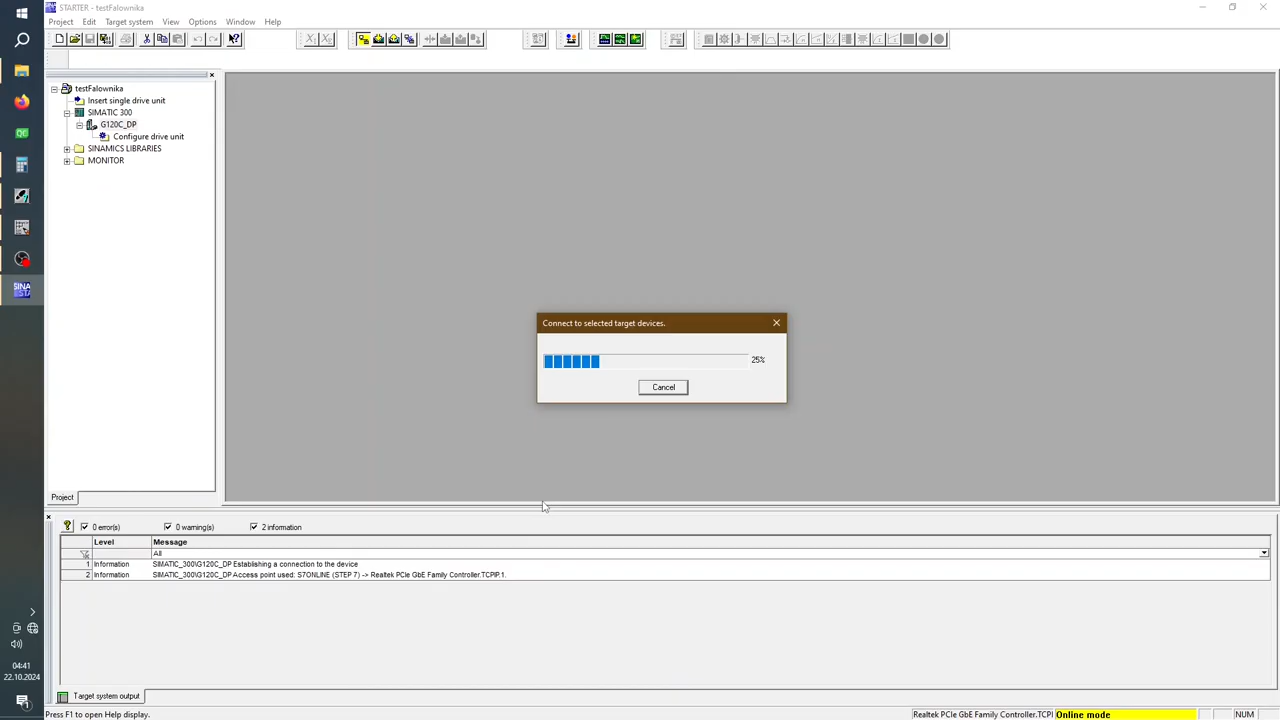 STARTER - testFalownika
Project Edit Target system View Options Window Help
testFalownika
Insert single drive unit
SIMATIC 300
G120C_DP
Configure drive unit
SINAMICS LIBRARIES
MONITOR
Project
Connect to selected target devices.
25%
Cancel
0 error(s) 0 warning(s) 2 information
Level Message
All
1 Information SIMATIC_300\G120C_DP Establishing a connection to the device
2 Information SIMATIC_300\G120C_DP Access point used: S7ONLINE (STEP 7) -> Realtek PCIe GbE Family Controller.TCPIP.1.
Target system output
Press F1 to open Help display.
Realtek PCIe GbE Family Controller.TCPI Online mode NUM
QC
SINA
STA
04:41
22.10.2024
1